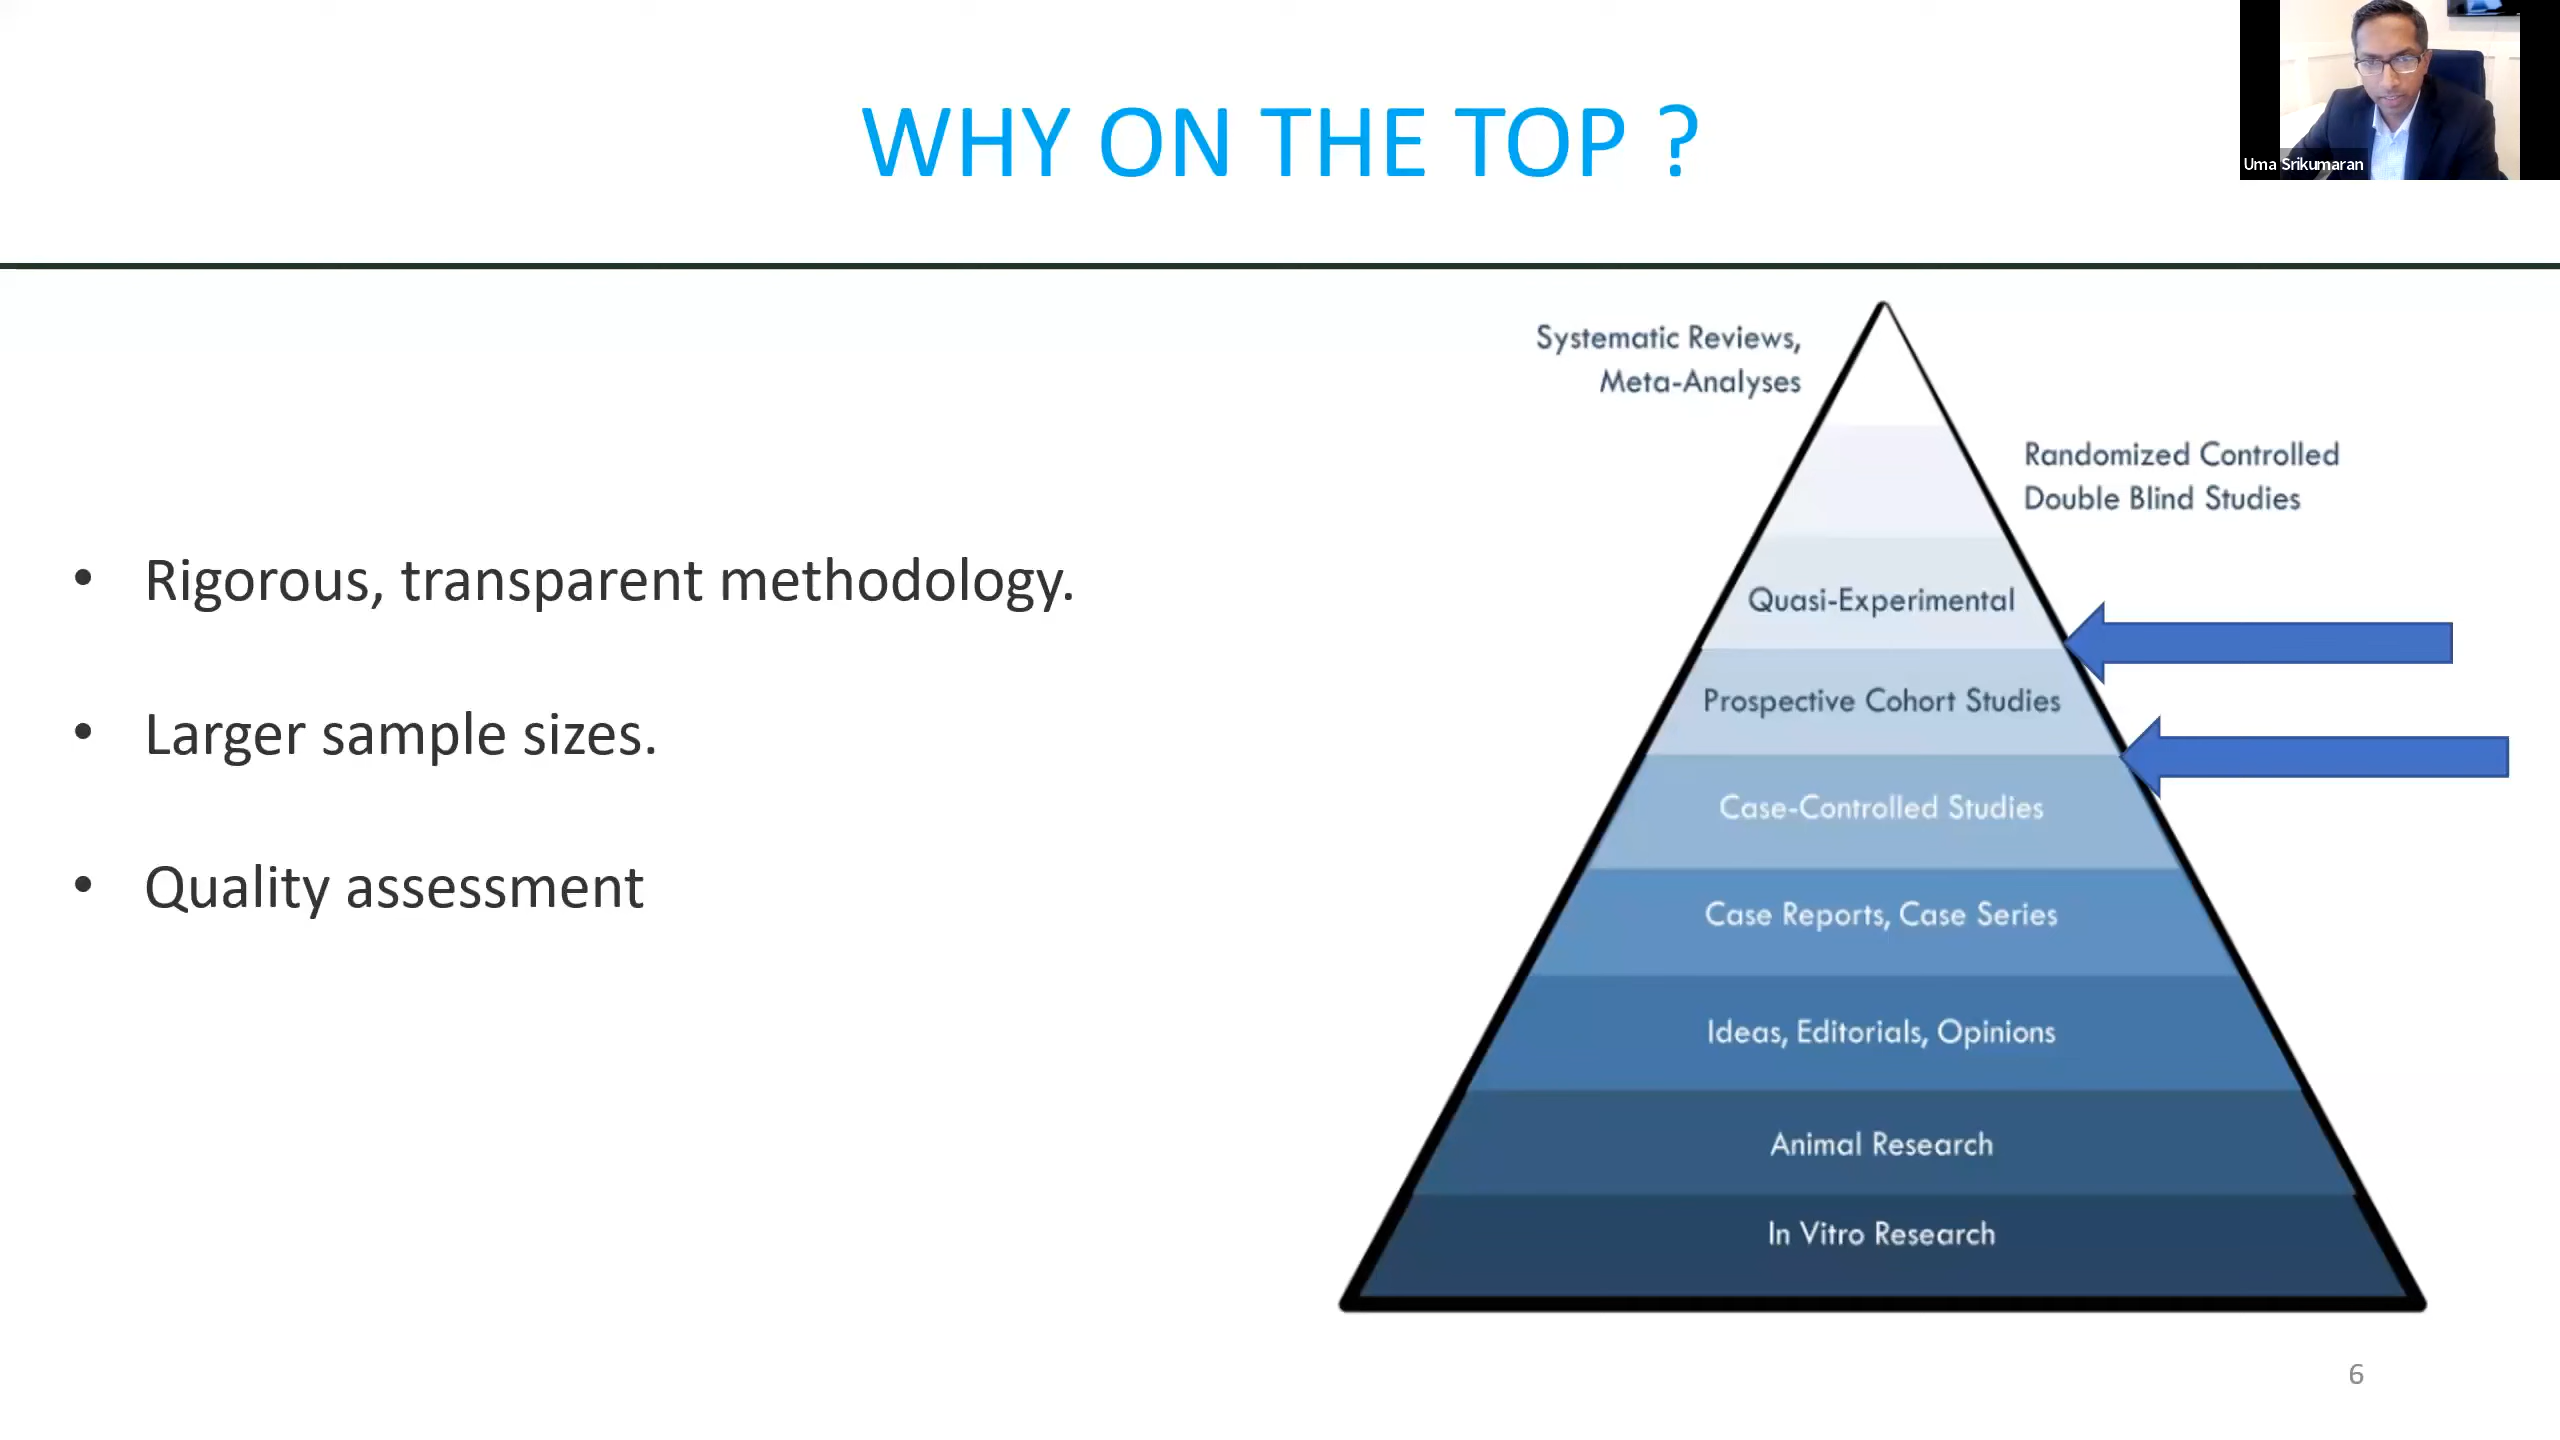 WHY ON THE TOP ?
Uma Srikumaran
• Rigorous, transparent methodology.
• Larger sample sizes.
• Quality assessment
Systematic Reviews,
Meta-Analyses
Randomized Controlled
Double Blind Studies
Quasi-Experimental
Prospective Cohort Studies
Case-Controlled Studies
Case Reports, Case Series
Ideas, Editorials, Opinions
Animal Research
In Vitro Research
6